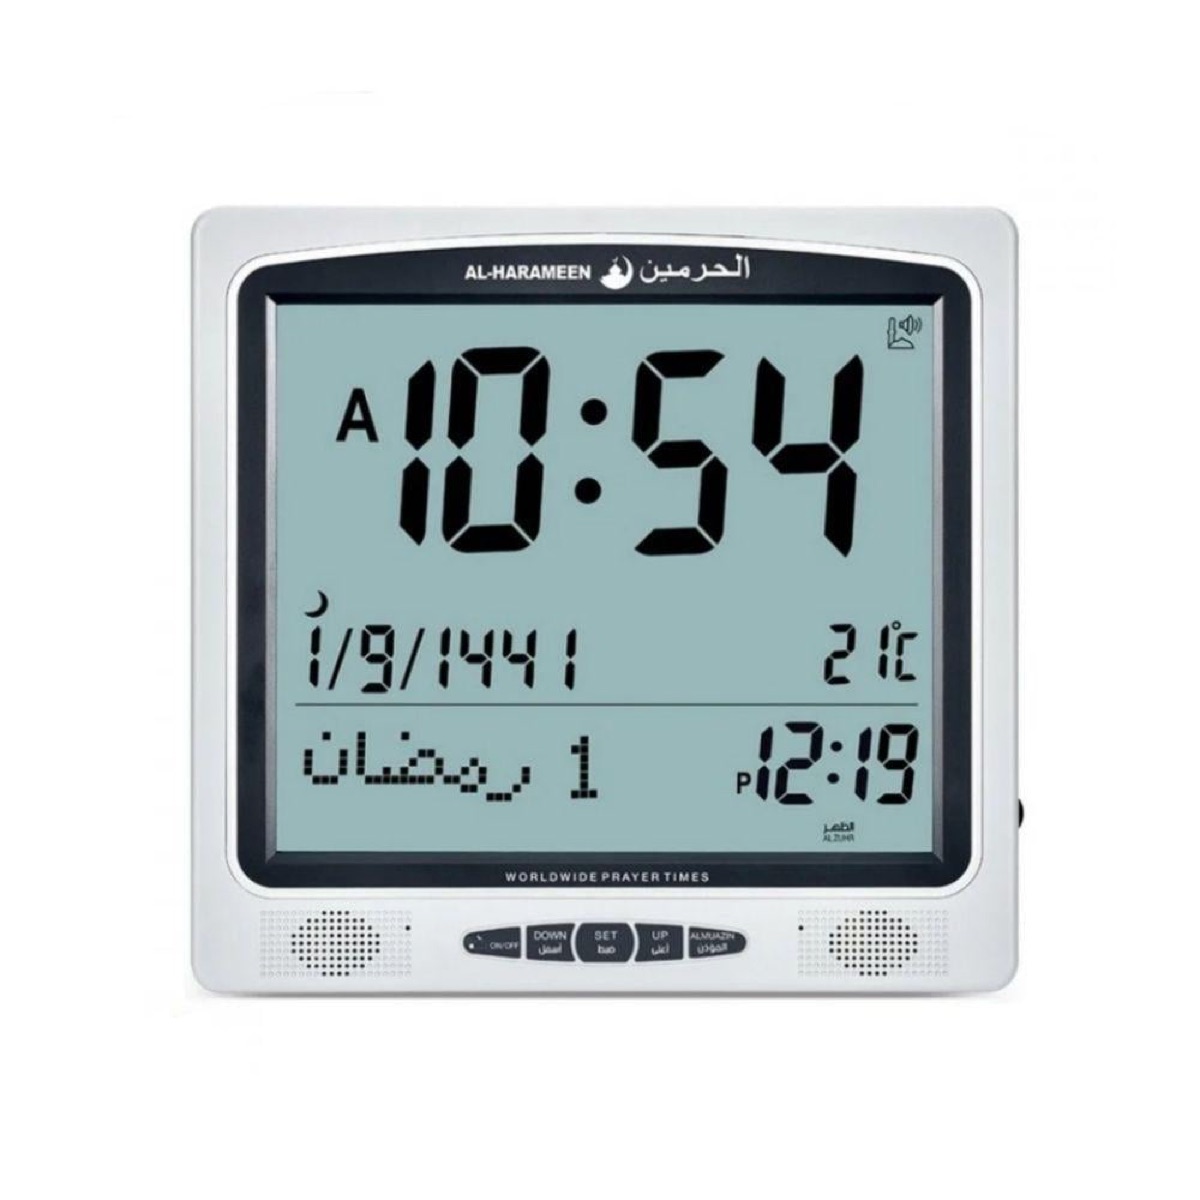 AL-HARAMEEN الحرمين
A 10:54
1/9/1441 21°C
1 رمضان P 12:19
الظهر
ALZUHR
WORLDWIDE PRAYER TIMES
ON/OFF DOWN SET UP ALMUAZIN
أسفل ضبط أعلى المؤذن